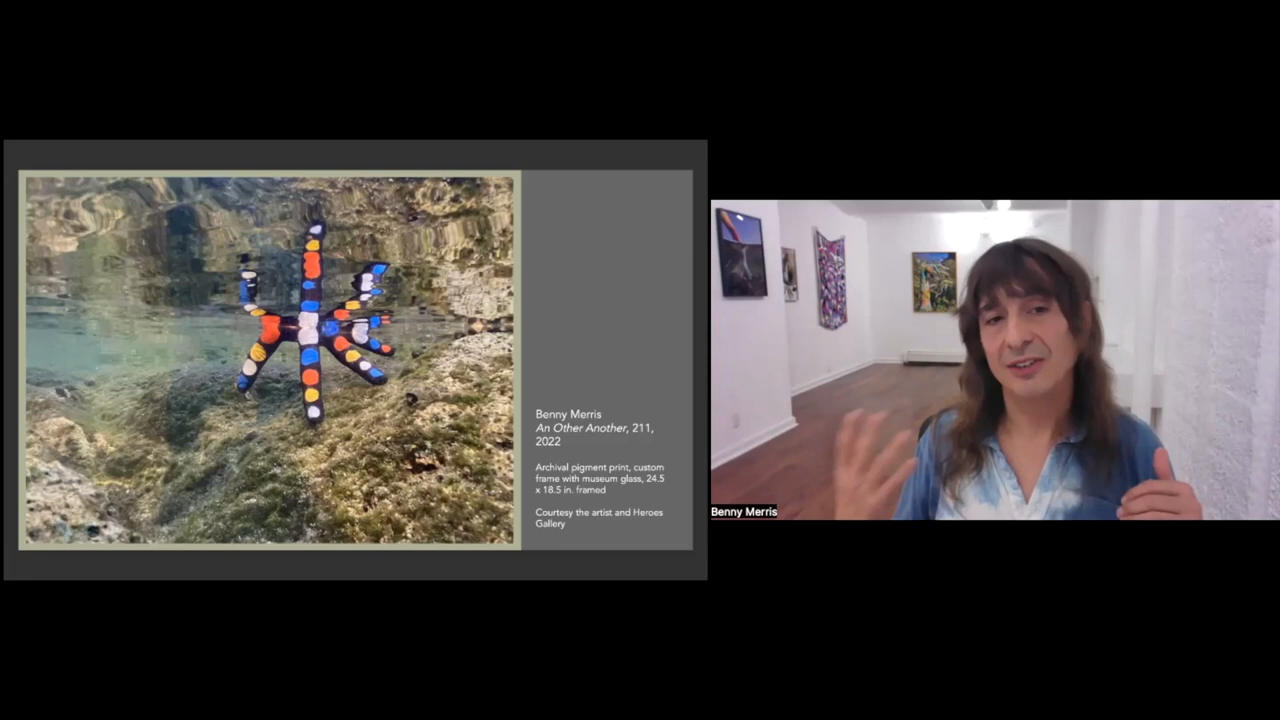 Benny Merris
An Other Another, 211,
2022
Archival pigment print, custom
frame with museum glass, 24.5
x 18.5 in. framed
Courtesy the artist and Heroes
Gallery
Benny Merris